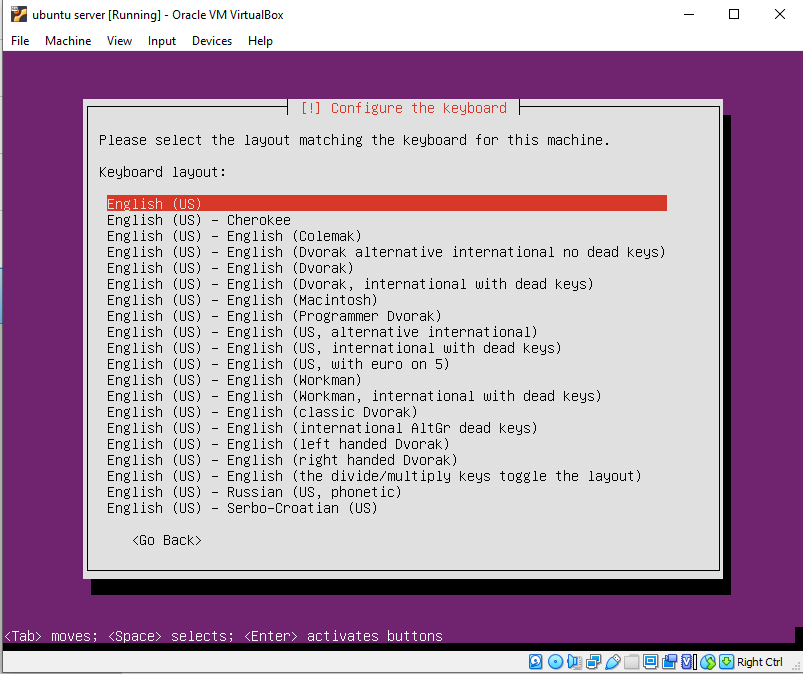 ubuntu server [Running] - Oracle VM VirtualBox
File Machine View Input Devices Help
[!] Configure the keyboard
Please select the layout matching the keyboard for this machine.
Keyboard layout:
English (US)
English (US) - Cherokee
English (US) - English (Colemak)
English (US) - English (Dvorak alternative international no dead keys)
English (US) - English (Dvorak)
English (US) - English (Dvorak, international with dead keys)
English (US) - English (Macintosh)
English (US) - English (Programmer Dvorak)
English (US) - English (US, alternative international)
English (US) - English (US, international with dead keys)
English (US) - English (US, with euro on 5)
English (US) - English (Workman)
English (US) - English (Workman, international with dead keys)
English (US) - English (classic Dvorak)
English (US) - English (international AltGr dead keys)
English (US) - English (left handed Dvorak)
English (US) - English (right handed Dvorak)
English (US) - English (the divide/multiply keys toggle the layout)
English (US) - Russian (US, phonetic)
English (US) - Serbo-Croatian (US)
<Go Back>
<Tab> moves; <Space> selects; <Enter> activates buttons
Right Ctrl